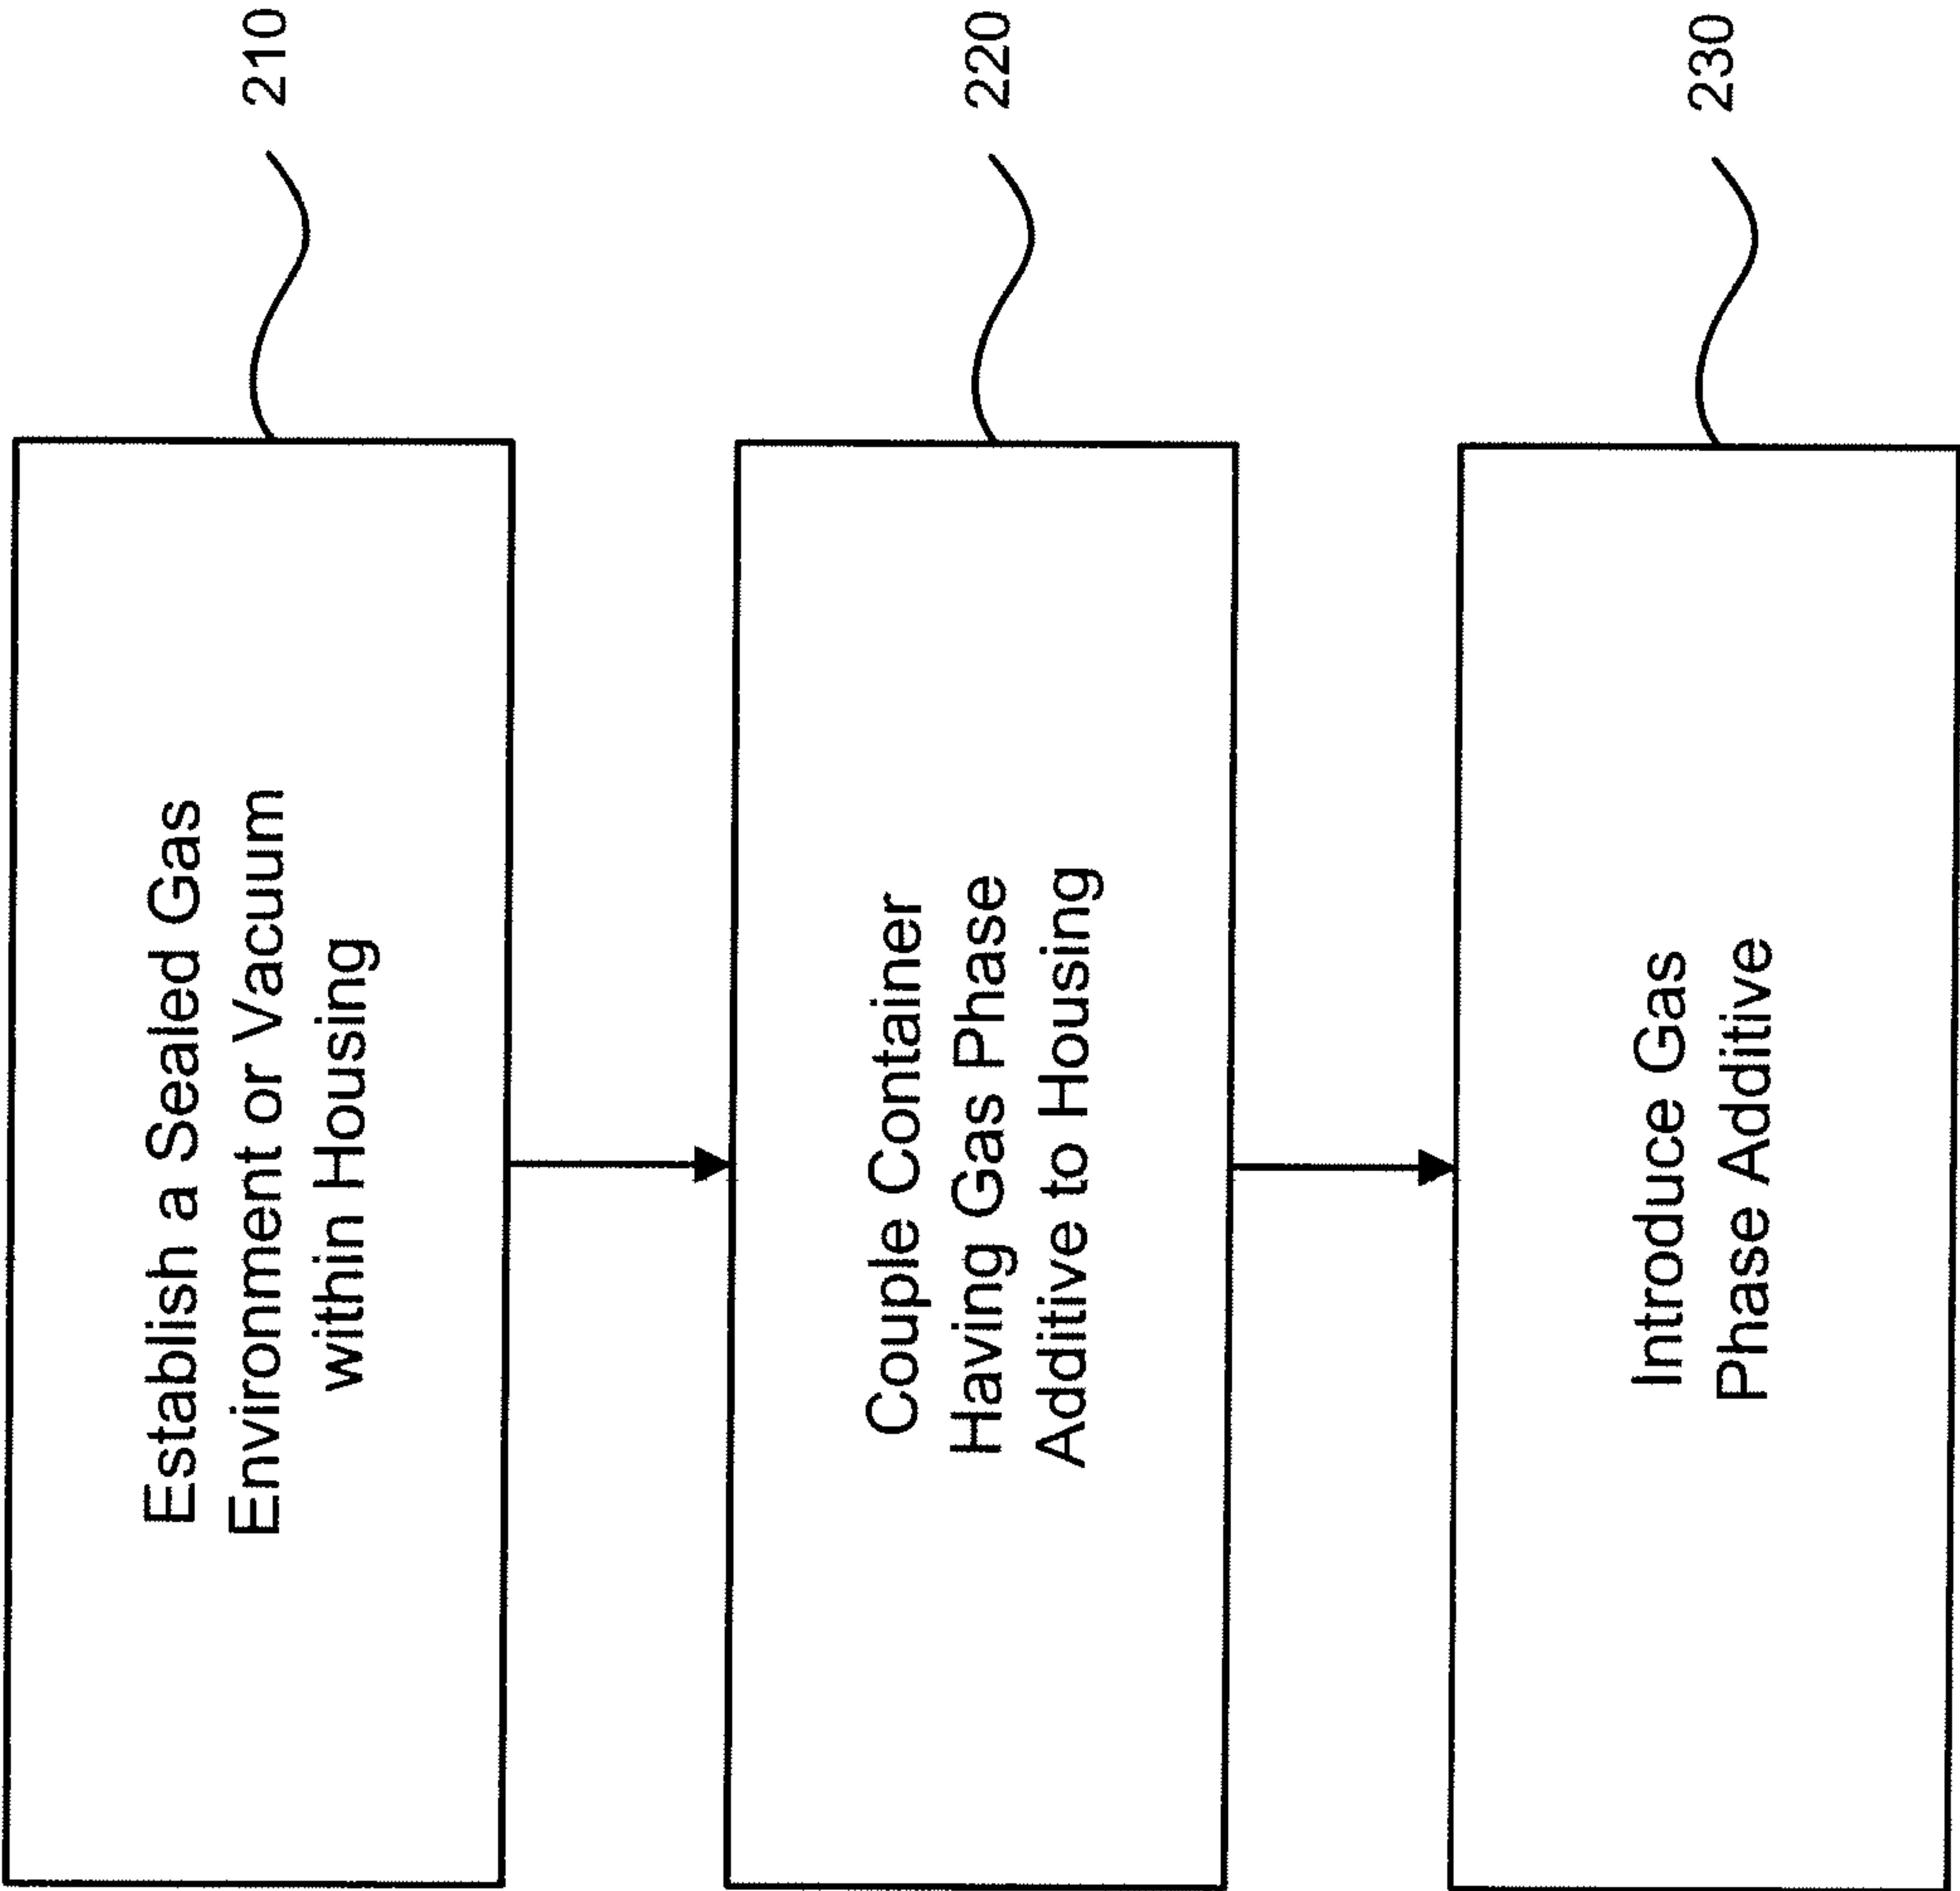 Establish a Sealed Gas
Environment or Vacuum
within Housing
210
Couple Container
Having Gas Phase
Additive to Housing
220
Introduce Gas
Phase Additive
230